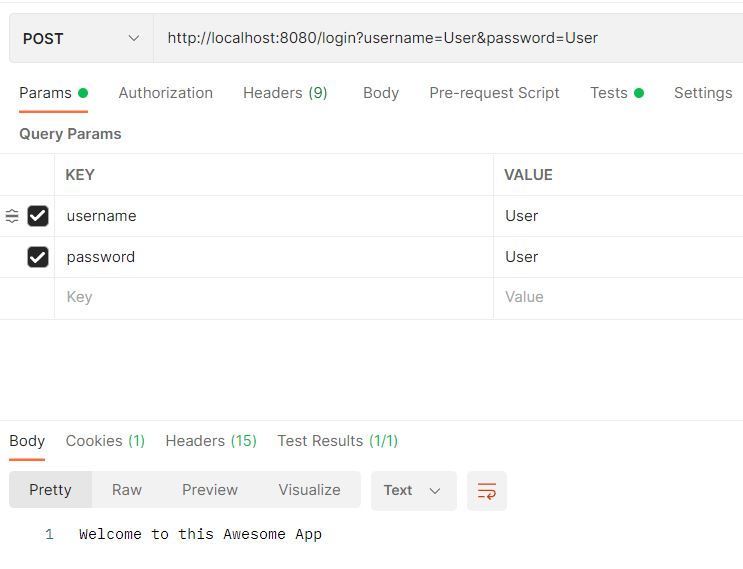 POST http://localhost:8080/login?username=User&password=User
Params Authorization Headers (9) Body Pre-request Script Tests Settings
Query Params
KEY VALUE
username User
password User
Key Value
Body Cookies (1) Headers (15) Test Results (1/1)
Pretty Raw Preview Visualize Text
1 Welcome to this Awesome App